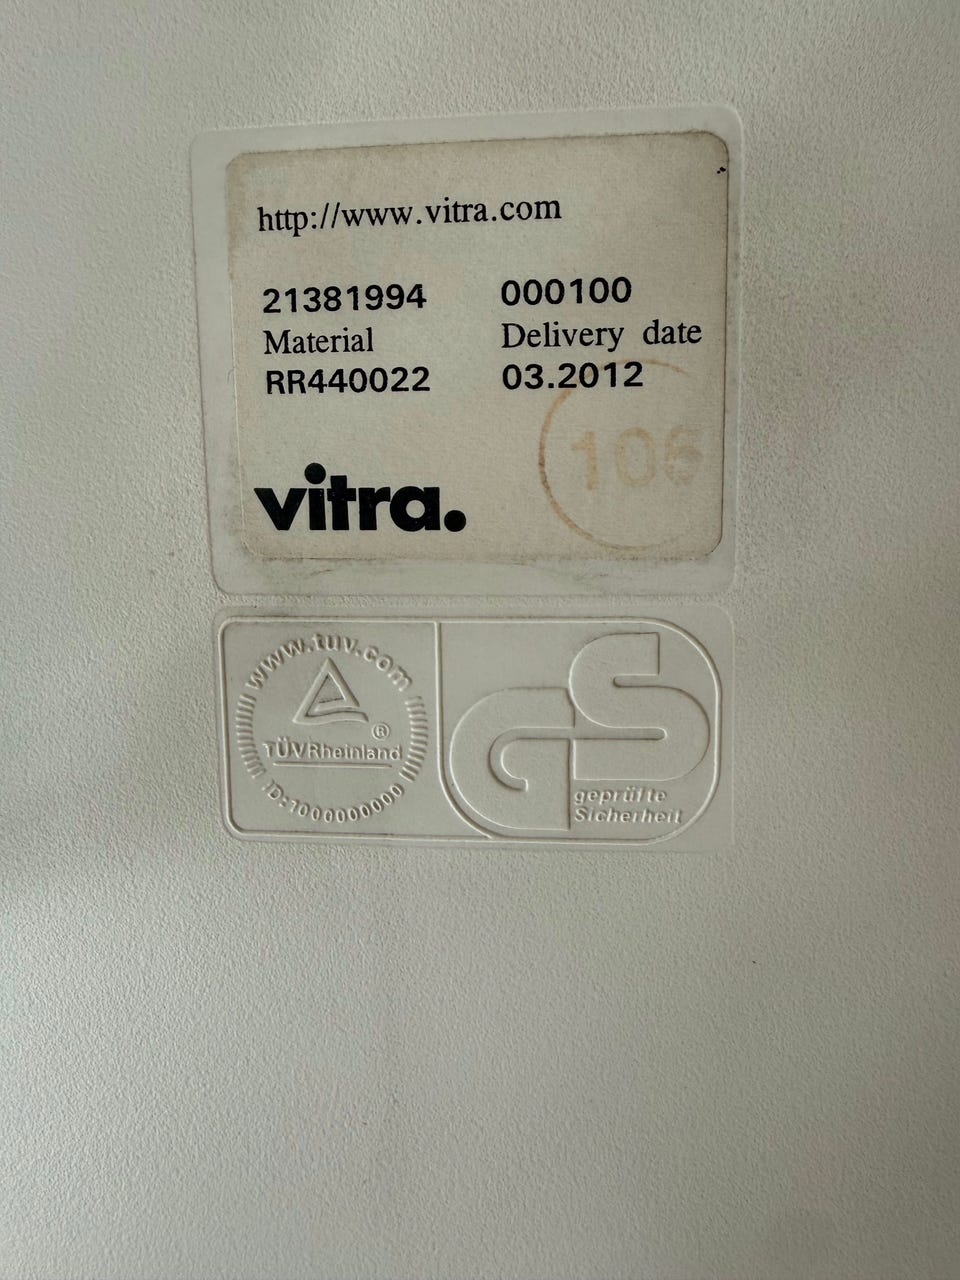 http://www.vitra.com
21381994 000100
Material Delivery date
RR440022 03.2012
106
vitra.
www.tuv.com
®
TÜVRheinland
ID:1000000000
GS
geprüfte
Sicherheit